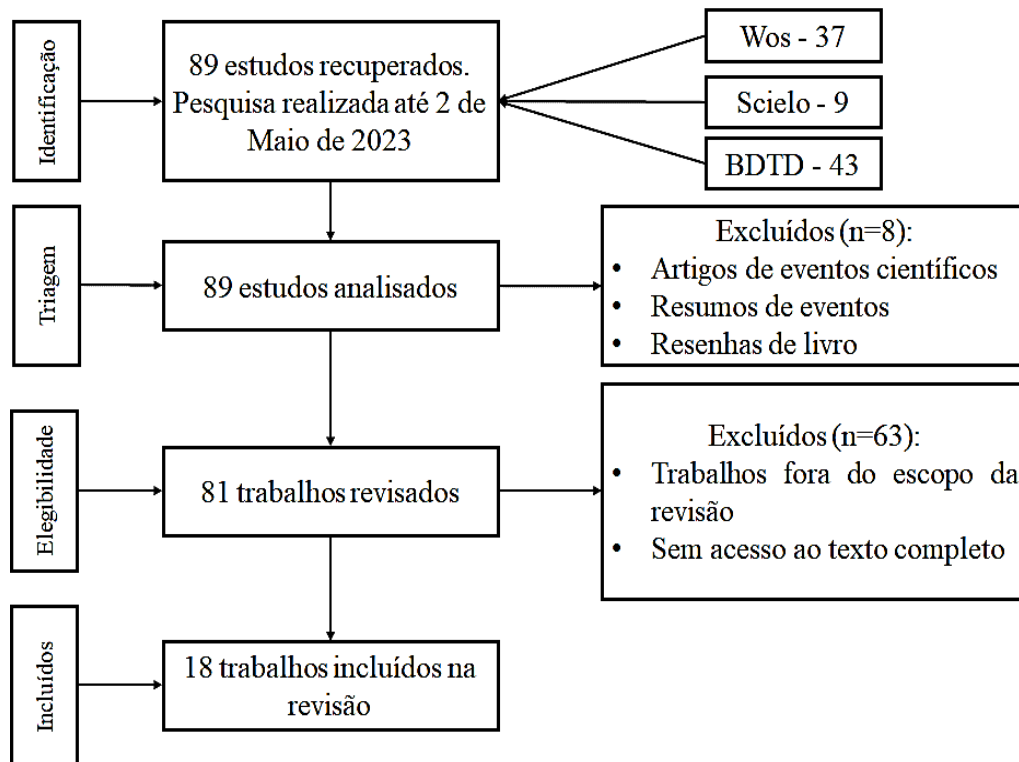 Identificação
89 estudos recuperados.
Pesquisa realizada até 2 de
Maio de 2023
Wos - 37
Scielo - 9
BDTD - 43
Triagem
89 estudos analisados
Excluídos (n=8):
• Artigos de eventos científicos
• Resumos de eventos
• Resenhas de livro
Elegibilidade
81 trabalhos revisados
Excluídos (n=63):
• Trabalhos fora do escopo da
revisão
• Sem acesso ao texto completo
Incluídos
18 trabalhos incluídos na
revisão